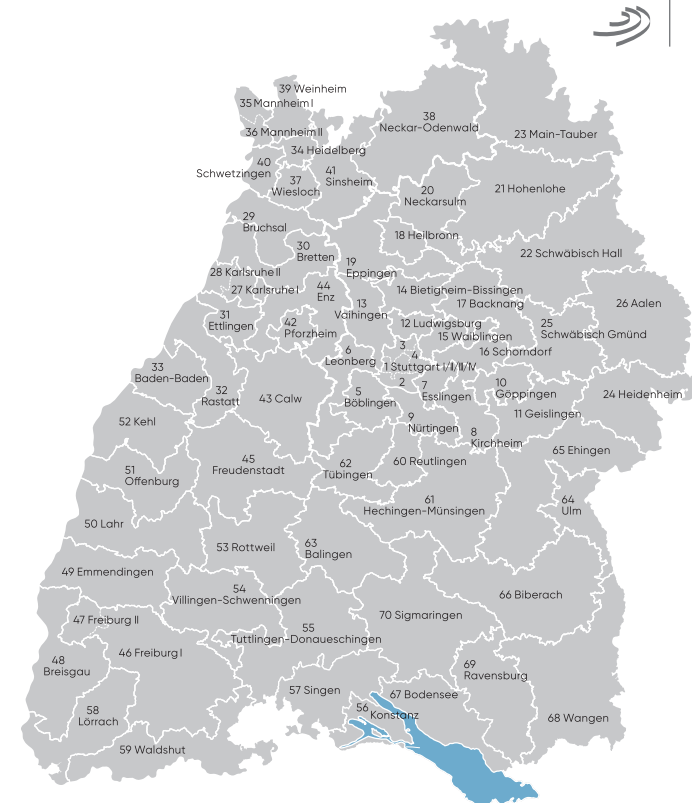 39 Weinheim
35 Mannheim I
38
Neckar-Odenwald
36 Mannheim II
23 Main-Tauber
34 Heidelberg
40
Schwetzingen
41
Sinsheim
37
Wiesloch
20
Neckarsulm
21 Hohenlohe
29
Bruchsal
18 Heilbronn
30
Bretten
22 Schwäbisch Hall
19
Eppingen
28 Karlsruhe II
27 Karlsruhe I
44
Enz
14 Bietigheim-Bissingen
13
Vaihingen
17 Backnang
26 Aalen
31
Ettlingen
42
Pforzheim
12 Ludwigsburg
25
Schwäbisch Gmünd
15 Waiblingen
3
6
Leonberg
4
16 Schorndorf
1 Stuttgart I/II/III/IV
33
Baden-Baden
2
7
Esslingen
10
Göppingen
32
Rastatt
43 Calw
5
Böblingen
24 Heidenheim
11 Geislingen
52 Kehl
9
Nürtingen
8
Kirchheim
65 Ehingen
45
Freudenstadt
62
Tübingen
60 Reutlingen
51
Offenburg
61
Hechingen-Münsingen
64
Ulm
50 Lahr
53 Rottweil
63
Balingen
49 Emmendingen
54
Villingen-Schwenningen
66 Biberach
47 Freiburg II
70 Sigmaringen
55
Tuttlingen-Donaueschingen
46 Freiburg I
48
Breisgau
69
Ravensburg
57 Singen
67 Bodensee
58
Lörrach
56
Konstanz
68 Wangen
59 Waldshut